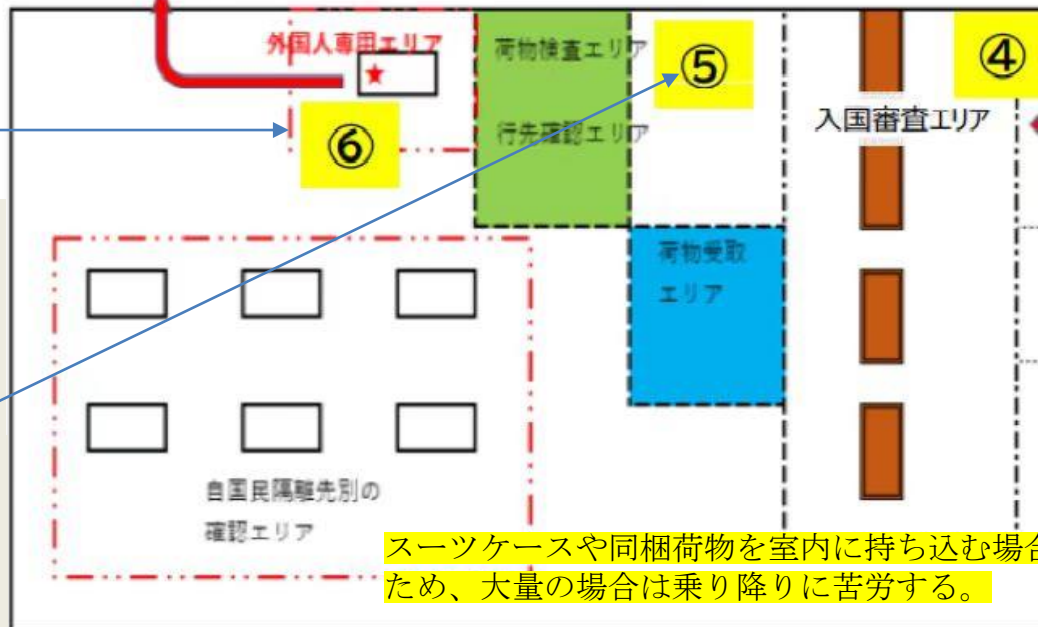 外国人専用エリア
★
⑥
荷物検査エリア
行先確認エリア
⑤
④
入国審査エリア
荷物受取
エリア
自国民隔離先別の
確認エリア
スーツケースや同梱荷物を室内に持ち込む場合
ため、大量の場合は乗り降りに苦労する。